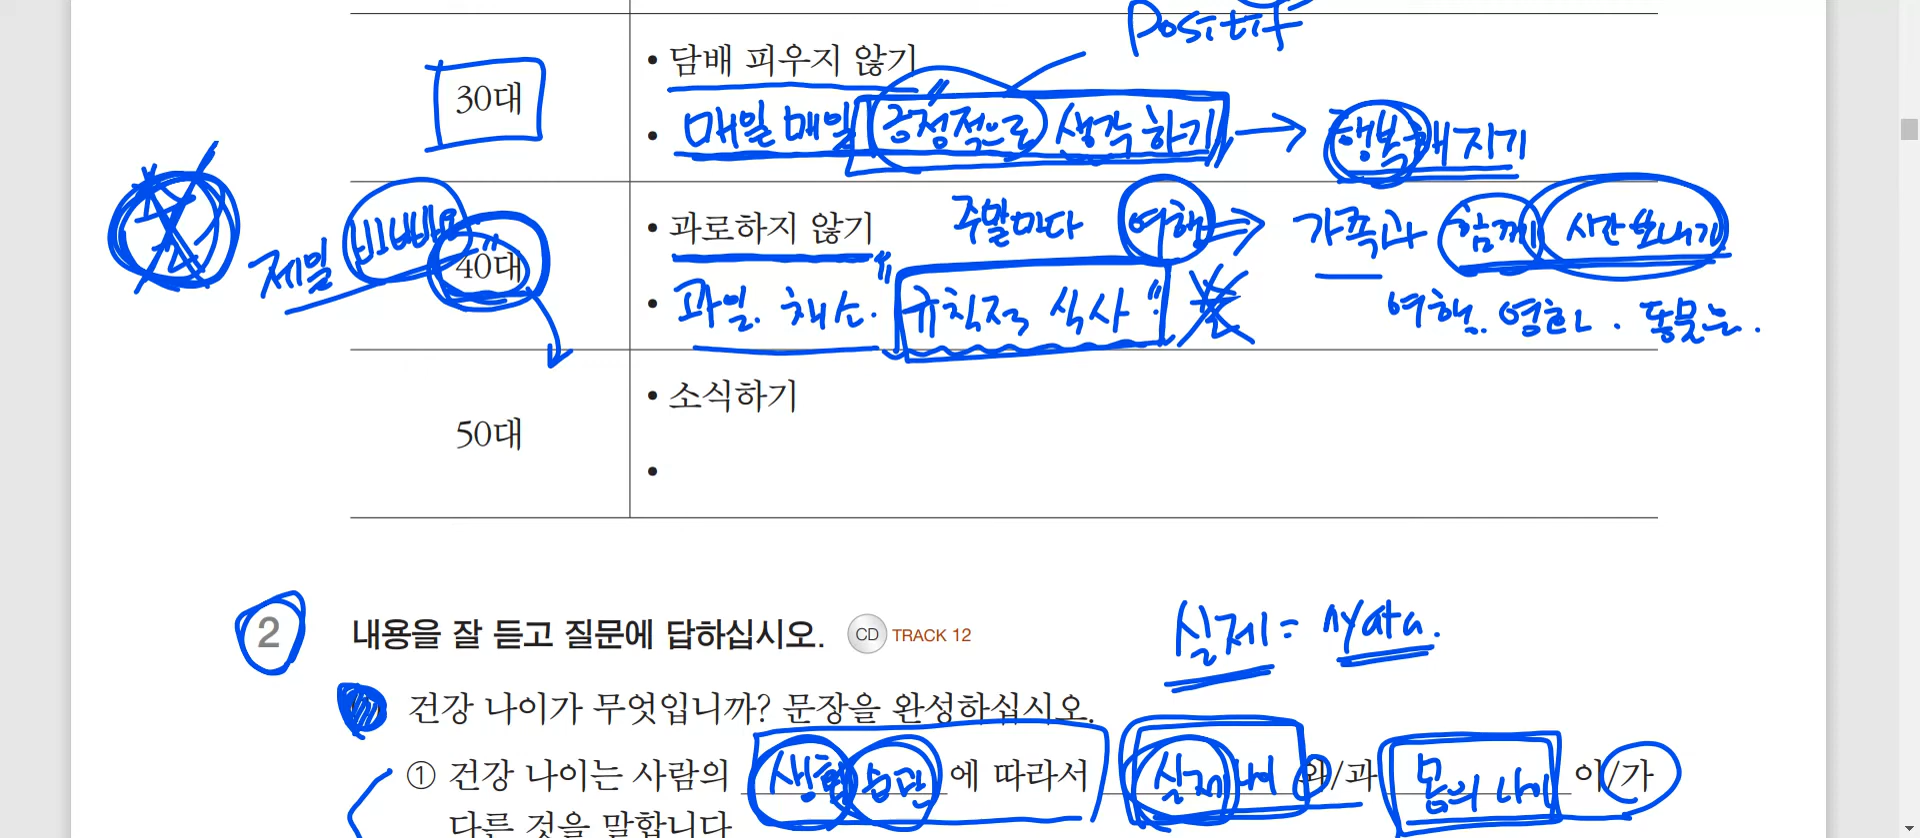 Positif
• 담배 피우지 않기
30대
• 매일 매일 긍정적으로 생각하기 → 행복해지기
제일 바빠요
40대
• 과로하지 않기
주말마다 여행 ⇒ 가족과 함께 시간 보내기
• 과일. 채소. "규칙적 식사"
여행. 영화. 동물원.
50대
• 소식하기
•
2 내용을 잘 듣고 질문에 답하십시오. CD TRACK 12
실제 = nyata.
건강 나이가 무엇입니까? 문장을 완성하십시오.
① 건강 나이는 사람의 생활 습관 에 따라서 실제 나이 와/과 몸의 나이 이/가
다른 것을 말합니다